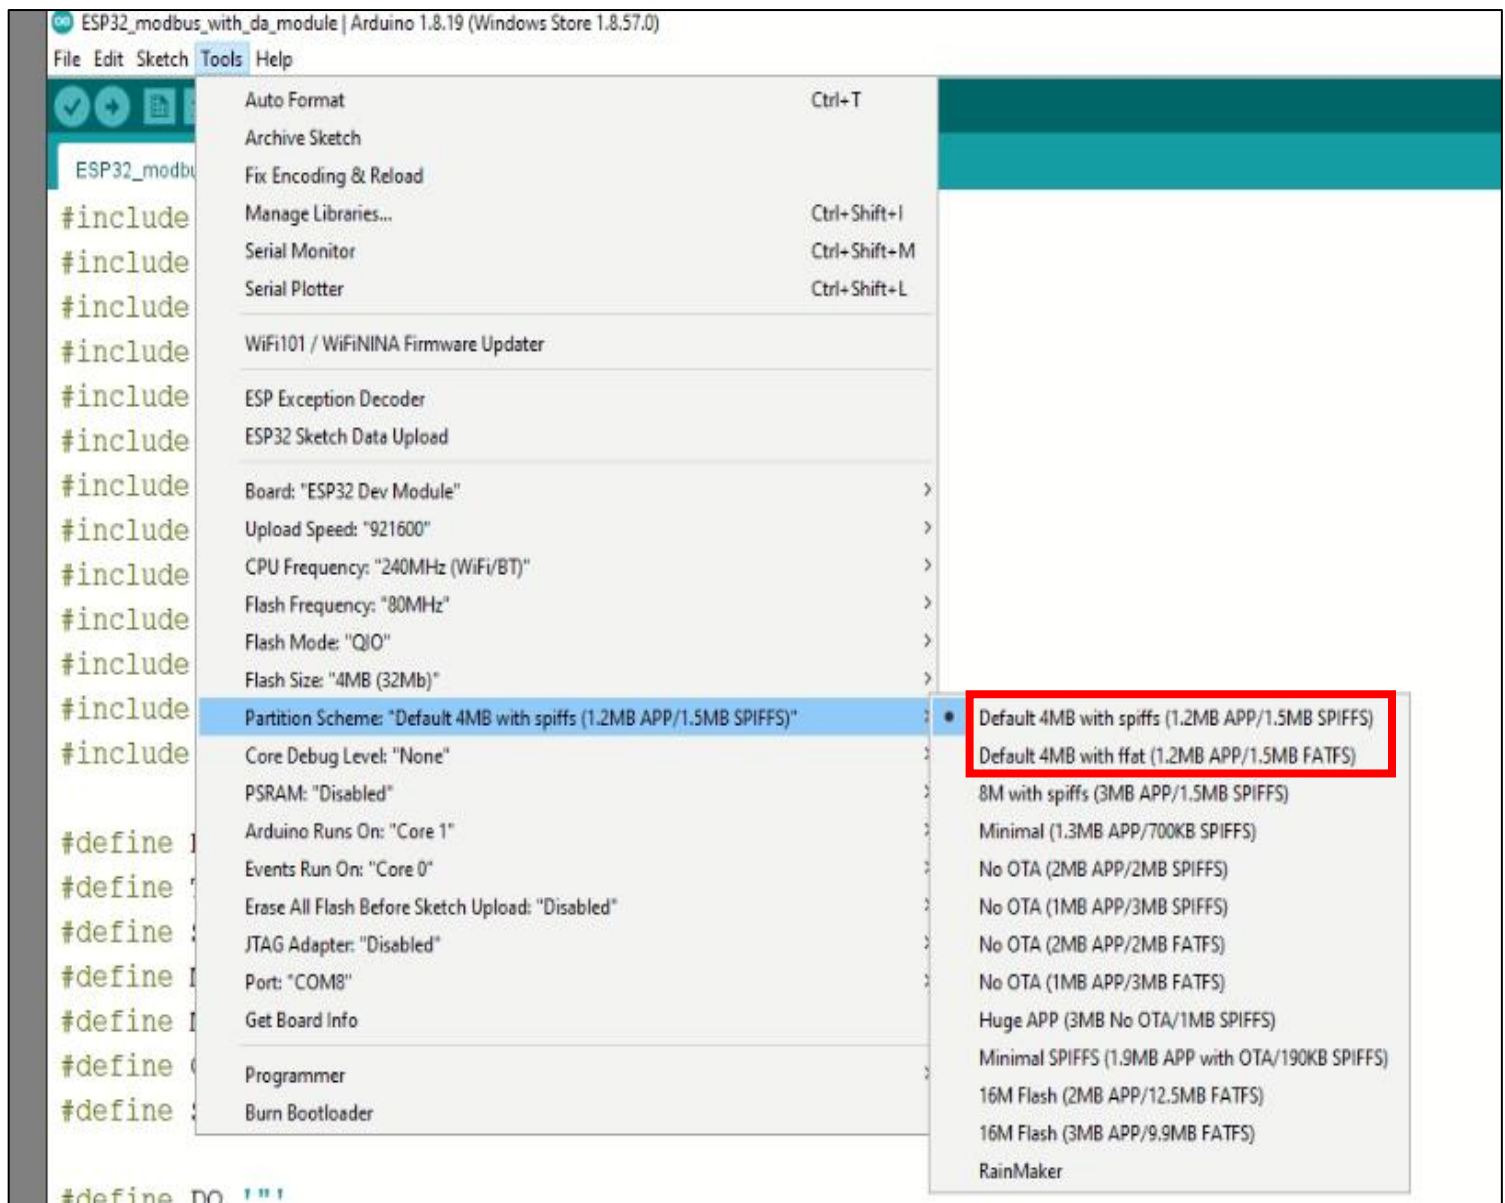 ESP32_modbus_with_da_module | Arduino 1.8.19 (Windows Store 1.8.57.0)
File Edit Sketch Tools Help
Auto Format Ctrl+T
Archive Sketch
ESP32_modbu
Fix Encoding & Reload
#include
Manage Libraries... Ctrl+Shift+I
Serial Monitor Ctrl+Shift+M
#include
Serial Plotter Ctrl+Shift+L
#include
WiFi101 / WiFiNINA Firmware Updater
#include
ESP Exception Decoder
#include
ESP32 Sketch Data Upload
#include
Board: "ESP32 Dev Module"
#include
Upload Speed: "921600"
#include
CPU Frequency: "240MHz (WiFi/BT)"
#include
Flash Frequency: "80MHz"
#include
Flash Mode: "QIO"
#include
Flash Size: "4MB (32Mb)"
#include
Partition Scheme: "Default 4MB with spiffs (1.2MB APP/1.5MB SPIFFS)"
#include
Core Debug Level: "None"
PSRAM: "Disabled"
Arduino Runs On: "Core 1"
#define
Events Run On: "Core 0"
#define
Erase All Flash Before Sketch Upload: "Disabled"
#define
JTAG Adapter: "Disabled"
#define
Port: "COM8"
#define
Get Board Info
#define
Programmer
#define
Burn Bootloader
#define DO '"'
Default 4MB with spiffs (1.2MB APP/1.5MB SPIFFS)
Default 4MB with ffat (1.2MB APP/1.5MB FATFS)
8M with spiffs (3MB APP/1.5MB SPIFFS)
Minimal (1.3MB APP/700KB SPIFFS)
No OTA (2MB APP/2MB SPIFFS)
No OTA (1MB APP/3MB SPIFFS)
No OTA (2MB APP/2MB FATFS)
No OTA (1MB APP/3MB FATFS)
Huge APP (3MB No OTA/1MB SPIFFS)
Minimal SPIFFS (1.9MB APP with OTA/190KB SPIFFS)
16M Flash (2MB APP/12.5MB FATFS)
16M Flash (3MB APP/9.9MB FATFS)
RainMaker